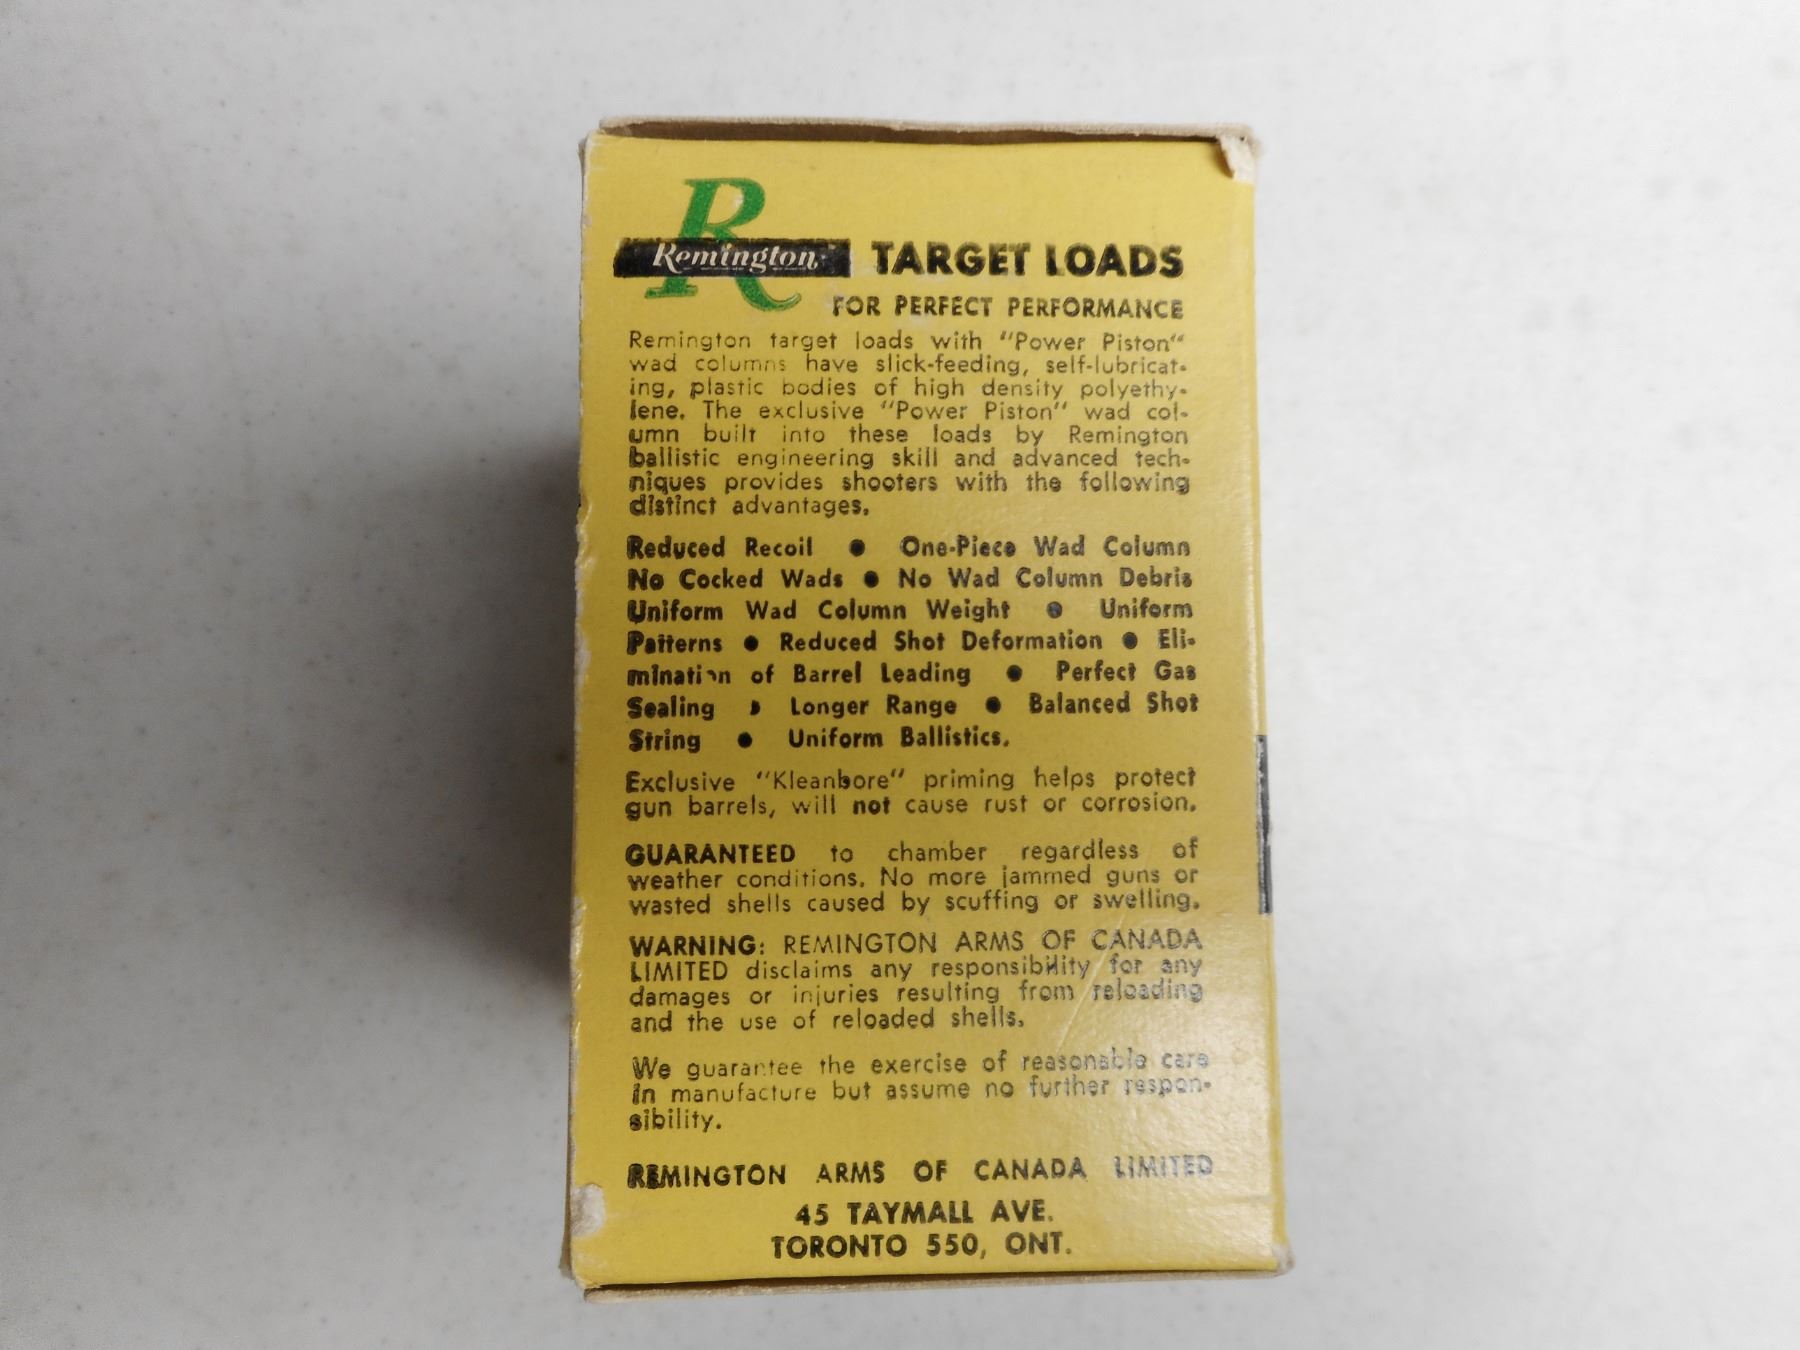 R
Remington TARGET LOADS
FOR PERFECT PERFORMANCE
Remington target loads with "Power Piston"
wad columns have slick-feeding, self-lubricat-
ing, plastic bodies of high density polyethy-
lene. The exclusive "Power Piston" wad col-
umn built into these loads by Remington
ballistic engineering skill and advanced tech-
niques provides shooters with the following
distinct advantages.
Reduced Recoil ● One-Piece Wad Column
No Cocked Wads ● No Wad Column Debris
Uniform Wad Column Weight ● Uniform
Patterns ● Reduced Shot Deformation ● Eli-
mination of Barrel Leading ● Perfect Gas
Sealing ● Longer Range ● Balanced Shot
String ● Uniform Ballistics.
Exclusive "Kleanbore" priming helps protect
gun barrels, will not cause rust or corrosion.
GUARANTEED to chamber regardless of
weather conditions. No more jammed guns or
wasted shells caused by scuffing or swelling.
WARNING: REMINGTON ARMS OF CANADA
LIMITED disclaims any responsibility for any
damages or injuries resulting from reloading
and the use of reloaded shells.
We guarantee the exercise of reasonable care
in manufacture but assume no further respon-
sibility.
REMINGTON ARMS OF CANADA LIMITED
45 TAYMALL AVE.
TORONTO 550, ONT.